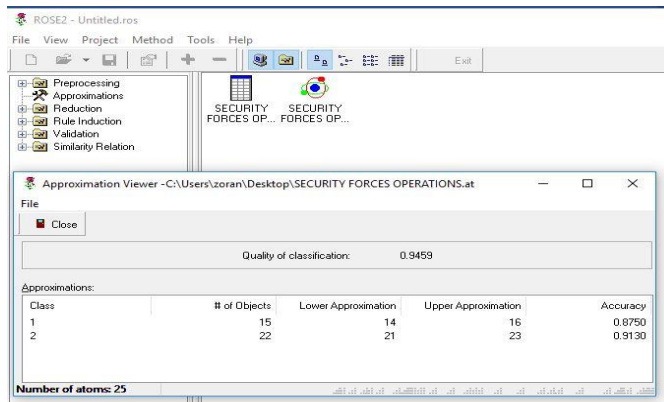 ROSE2 - Untitled.ros
File View Project Method Tools Help
Exit
Preprocessing
Approximations
Reduction
Rule Induction
Validation
Similarity Relation
SECURITY FORCES OP...
SECURITY FORCES OP...
Approximation Viewer -C:\Users\zoran\Desktop\SECURITY FORCES OPERATIONS.at
File
Close
Quality of classification: 0.9459
Approximations:
Class # of Objects Lower Approximation Upper Approximation Accuracy
1 15 14 16 0.8750
2 22 21 23 0.9130
Number of atoms: 25